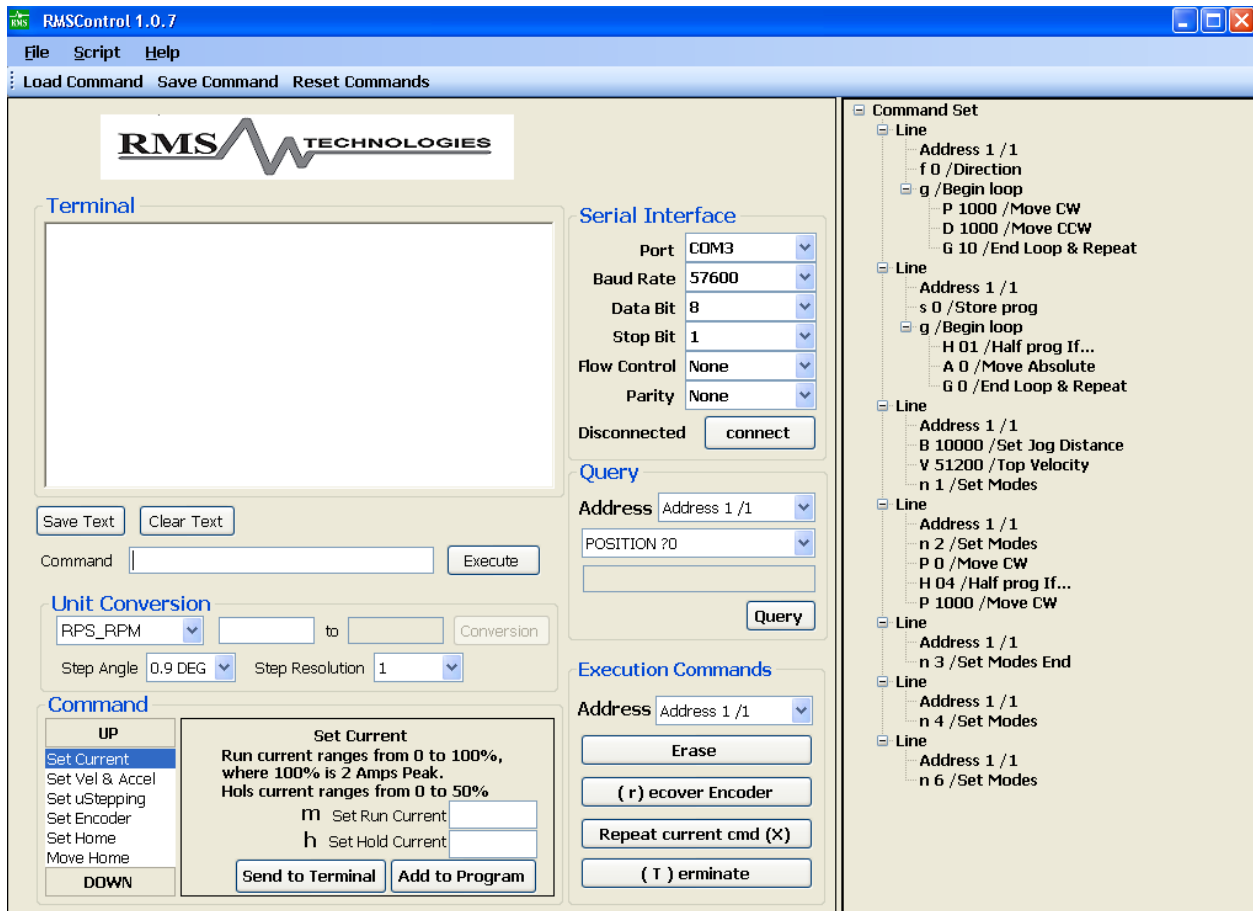 RMS RMSControl 1.0.7
File Script Help
Load Command Save Command Reset Commands
RMS TECHNOLOGIES
Terminal
Save Text Clear Text
Command Execute
Unit Conversion
RPS_RPM to Conversion
Step Angle 0.9 DEG Step Resolution 1
Command
UP
Set Current
Set Vel & Accel
Set uStepping
Set Encoder
Set Home
Move Home
DOWN
Set Current
Run current ranges from 0 to 100%,
where 100% is 2 Amps Peak.
Hols current ranges from 0 to 50%
m Set Run Current
h Set Hold Current
Send to Terminal Add to Program
Serial Interface
Port COM3
Baud Rate 57600
Data Bit 8
Stop Bit 1
Flow Control None
Parity None
Disconnected connect
Query
Address Address 1 /1
POSITION ?0
Query
Execution Commands
Address Address 1 /1
Erase
( r ) ecover Encoder
Repeat current cmd (X)
( T ) erminate
Command Set
Line
Address 1 /1
f 0 /Direction
g /Begin loop
P 1000 /Move CW
D 1000 /Move CCW
G 10 /End Loop & Repeat
Line
Address 1 /1
s 0 /Store prog
g /Begin loop
H 01 /Half prog If...
A 0 /Move Absolute
G 0 /End Loop & Repeat
Line
Address 1 /1
B 10000 /Set Jog Distance
V 51200 /Top Velocity
n 1 /Set Modes
Line
Address 1 /1
n 2 /Set Modes
P 0 /Move CW
H 04 /Half prog If...
P 1000 /Move CW
Line
Address 1 /1
n 3 /Set Modes End
Line
Address 1 /1
n 4 /Set Modes
Line
Address 1 /1
n 6 /Set Modes